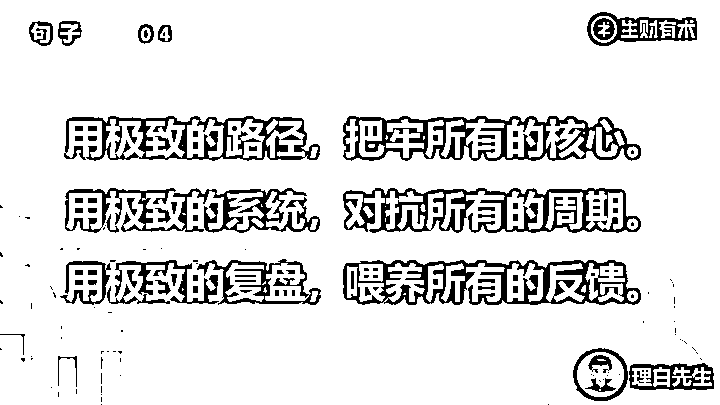 句子 04
生财有术
用极致的路径，把牢所有的核心。
用极致的系统，对抗所有的周期。
用极致的复盘，喂养所有的反馈。
理白先生